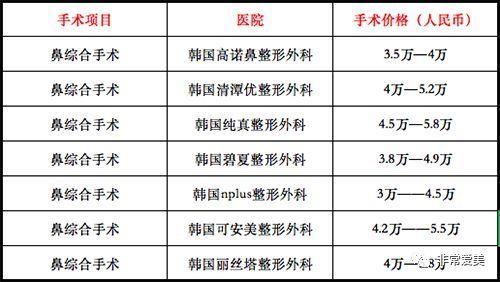 手术项目 医院 手术价格（人民币）
鼻综合手术 韩国高诺鼻整形外科 3.5万—4万
鼻综合手术 韩国清潭优整形外科 4万—5.2万
鼻综合手术 韩国纯真整形外科 4.5万—5.8万
鼻综合手术 韩国碧夏整形外科 3.8万—4.9万
鼻综合手术 韩国nplus整形外科 3万——4.5万
鼻综合手术 韩国可安美整形外科 4.2万——5.5万
鼻综合手术 韩国丽丝塔整形外科 4万—
非常爱美